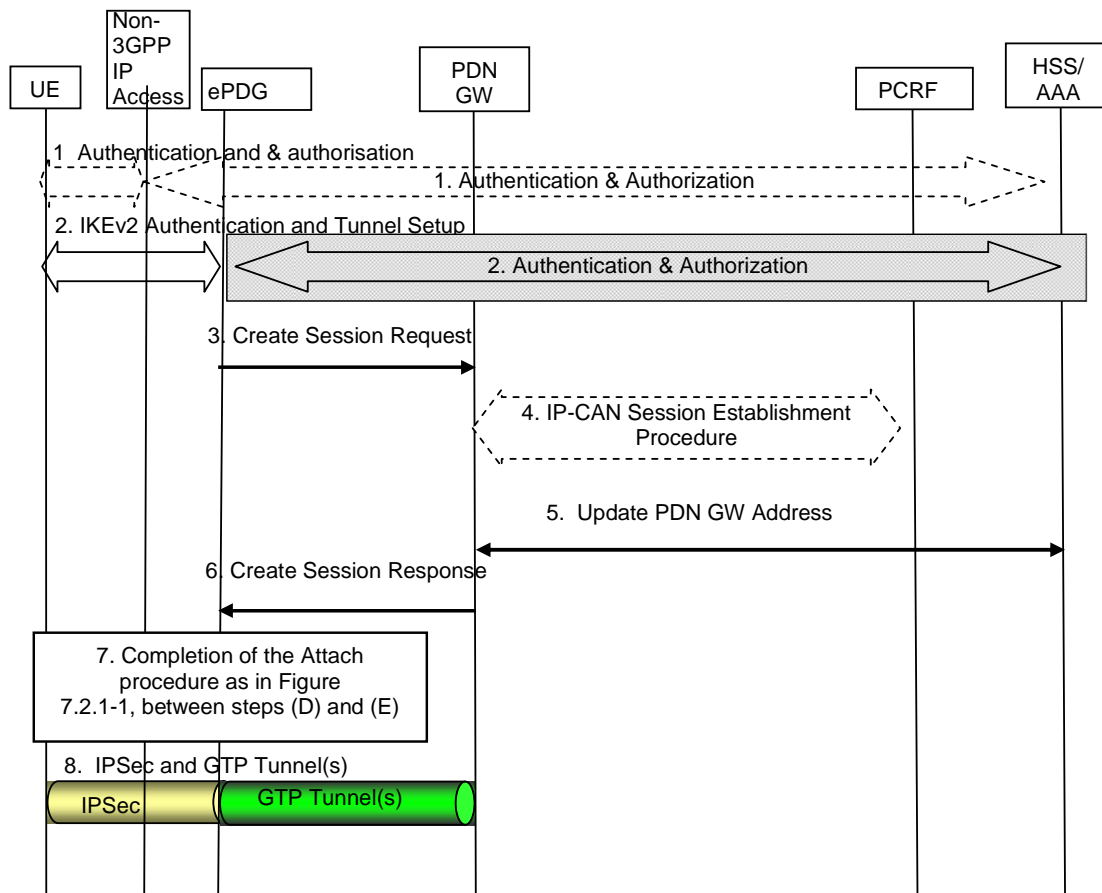 Non-
3GPP
IP
Access
UE
ePDG
PDN
GW
PCRF
HSS/
AAA
1 Authentication and & authorisation
1. Authentication & Authorization
2. IKEv2 Authentication and Tunnel Setup
2. Authentication & Authorization
3. Create Session Request
4. IP-CAN Session Establishment
Procedure
5. Update PDN GW Address
6. Create Session Response
7. Completion of the Attach
procedure as in Figure
7.2.1-1, between steps (D) and (E)
8. IPSec and GTP Tunnel(s)
IPSec
GTP Tunnel(s)